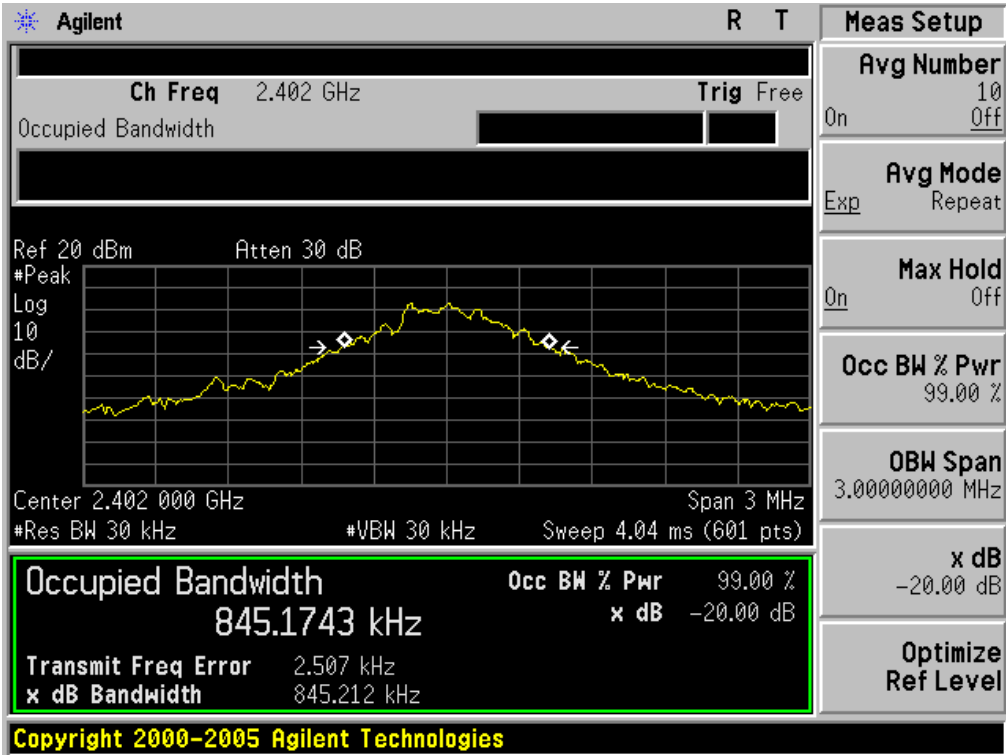 Agilent R T
Ch Freq 2.402 GHz Trig Free
Occupied Bandwidth
Ref 20 dBm Atten 30 dB
#Peak
Log
10
dB/
Center 2.402 000 GHz Span 3 MHz
#Res BW 30 kHz #VBW 30 kHz Sweep 4.04 ms (601 pts)
Occupied Bandwidth Occ BW % Pwr 99.00 %
845.1743 kHz x dB -20.00 dB
Transmit Freq Error 2.507 kHz
x dB Bandwidth 845.212 kHz
Copyright 2000-2005 Agilent Technologies
Meas Setup
Avg Number
10
On Off
Avg Mode
Exp Repeat
Max Hold
On Off
Occ BW % Pwr
99.00 %
OBW Span
3.00000000 MHz
x dB
-20.00 dB
Optimize
Ref Level